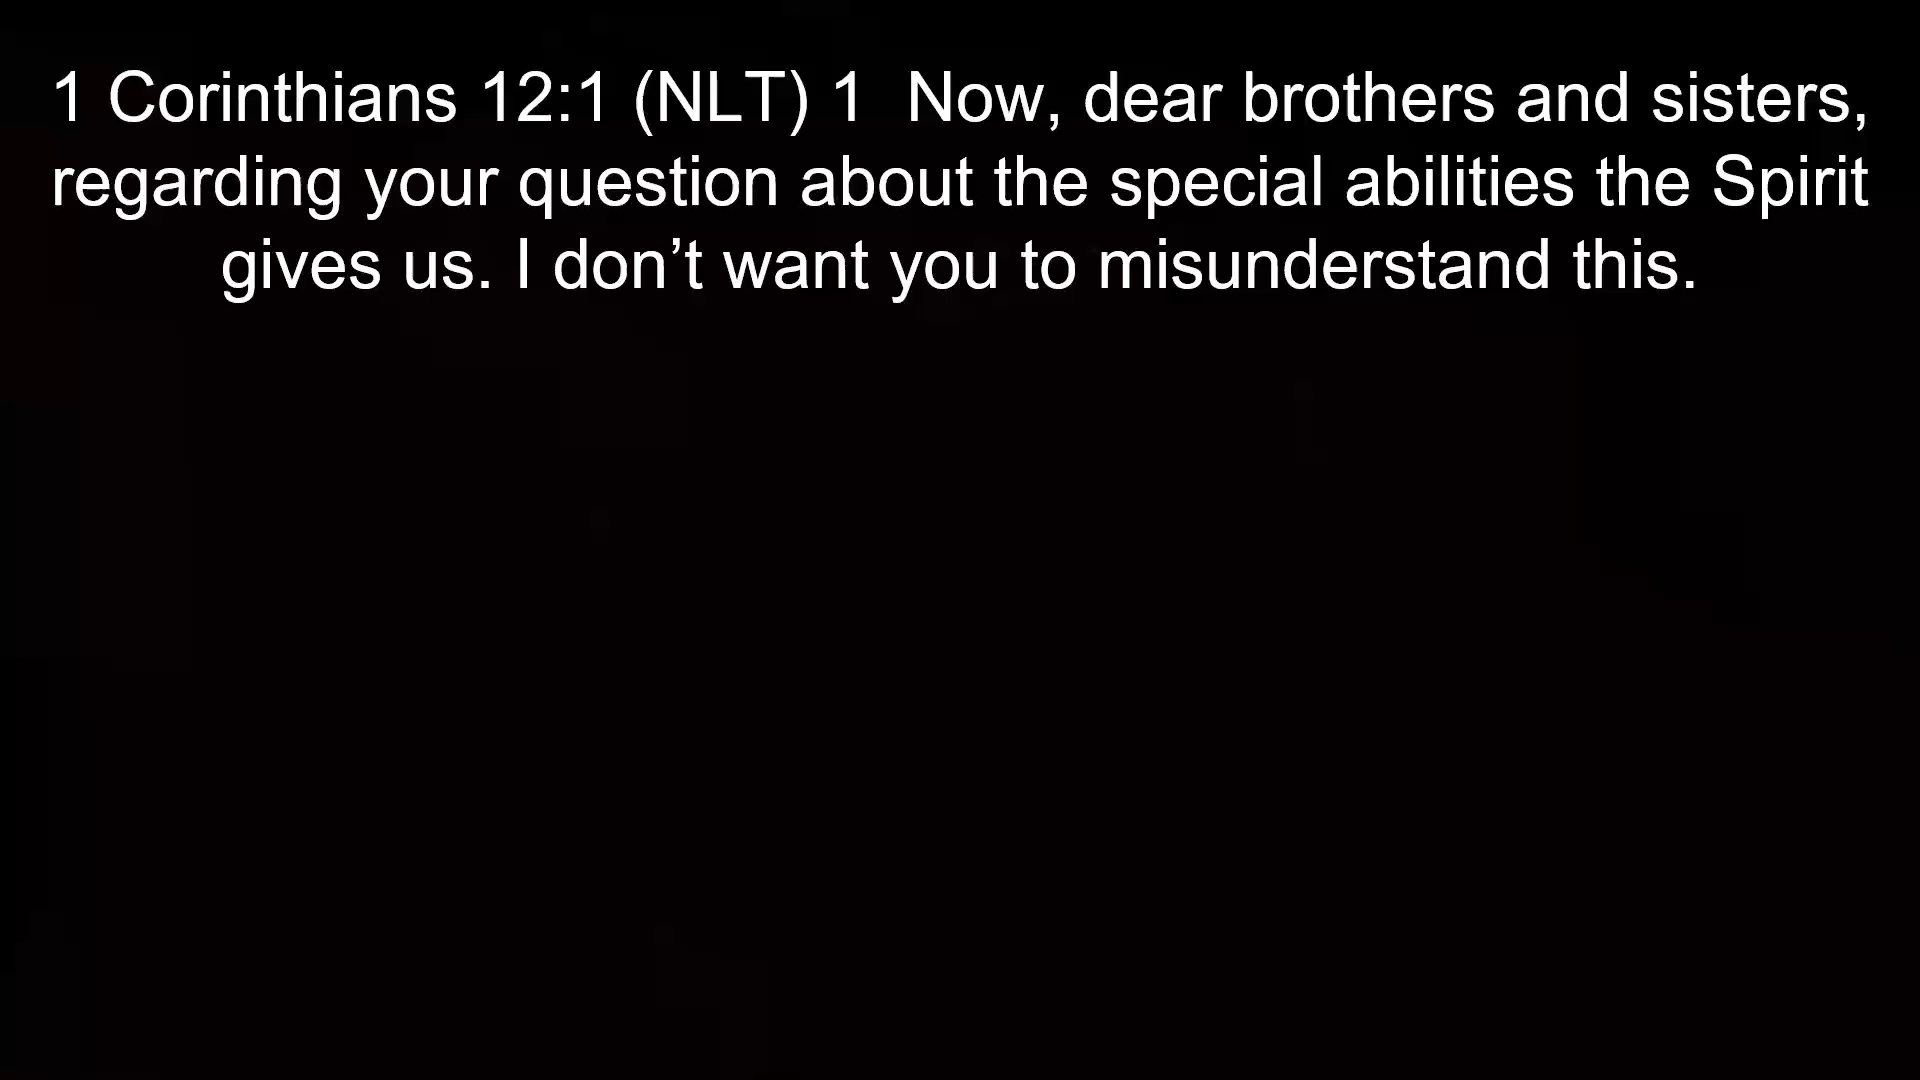 1 Corinthians 12:1 (NLT) 1  Now, dear brothers and sisters,
regarding your question about the special abilities the Spirit
gives us. I don’t want you to misunderstand this.